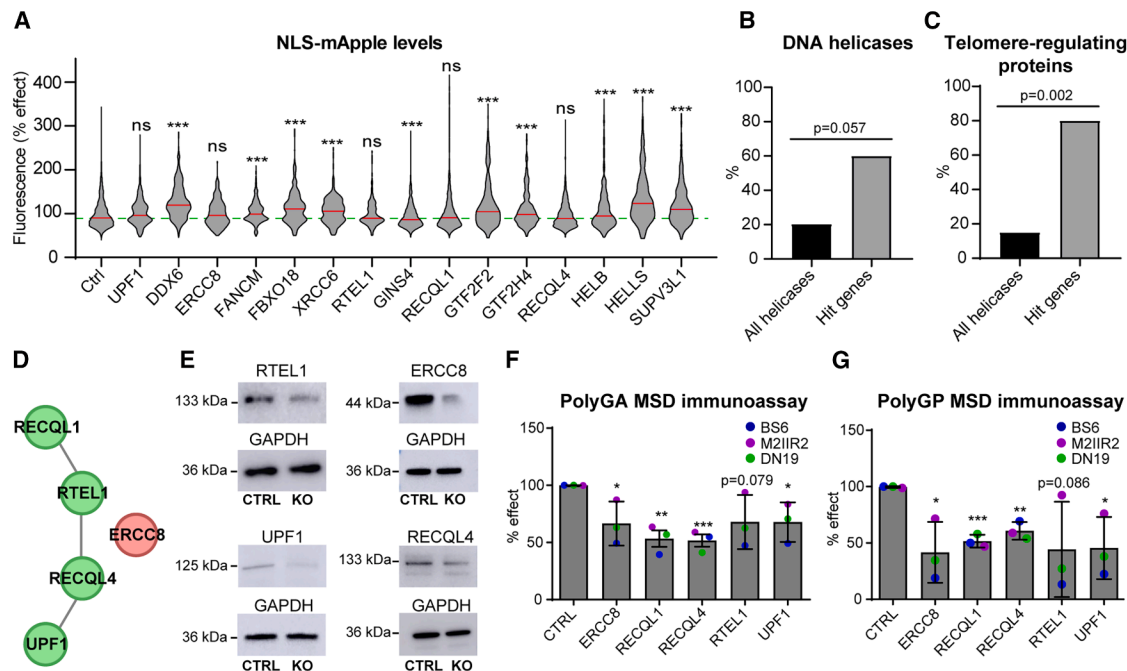 A
NLS-mApple levels
Fluorescence (% effect)
400
300
200
100
0
ns
***
ns
***
***
***
ns
***
ns
***
***
ns
***
***
***
Ctrl
UPF1
DDX6
ERCC8
FANCM
FBXO18
XRCC6
RTEL1
GINS4
RECQL1
GTF2F2
GTF2H4
RECQL4
HELB
HELLS
SUPV3L1
B
DNA helicases
%
100
80
60
40
20
0
p=0.057
All helicases
Hit genes
C
Telomere-regulating
proteins
%
100
80
60
40
20
0
p=0.002
All helicases
Hit genes
D
RECQL1
RTEL1
ERCC8
RECQL4
UPF1
E
RTEL1
133 kDa
GAPDH
36 kDa
CTRL KO
ERCC8
44 kDa
GAPDH
36 kDa
CTRL KO
UPF1
125 kDa
GAPDH
36 kDa
CTRL KO
RECQL4
133 kDa
GAPDH
36 kDa
CTRL KO
F
PolyGA MSD immunoassay
% effect
150
100
50
0
BS6
M2IIR2
DN19
*
**
***
p=0.079
*
CTRL
ERCC8
RECQL1
RECQL4
RTEL1
UPF1
G
PolyGP MSD immunoassay
% effect
150
100
50
0
BS6
M2IIR2
DN19
*
***
**
p=0.086
*
CTRL
ERCC8
RECQL1
RECQL4
RTEL1
UPF1